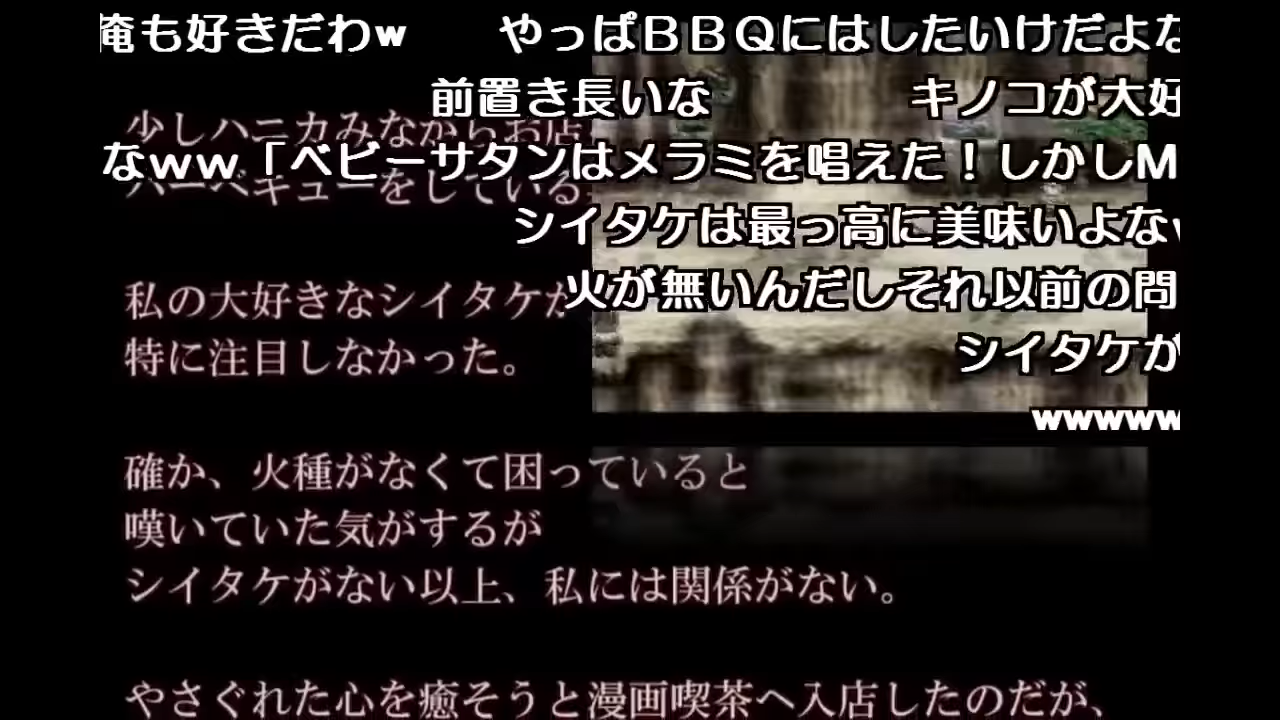 俺も好きだわw
やっぱＢＢＱにはしたいけだよな
前置き長いな
キノコが大好
少しハニカみながらお店
なｗｗ「ベビーサタンはメラミを唱えた！しかしM
バーベキューをしている
シイタケは最っ高に美味いよなw
火が無いんだしそれ以前の問
私の大好きなシイタケが
シイタケが
特に注目しなかった。
wwwww
確か、火種がなくて困っていると
嘆いていた気がするが
シイタケがない以上、私には関係がない。
やさぐれた心を癒そうと漫画喫茶へ入店したのだが、